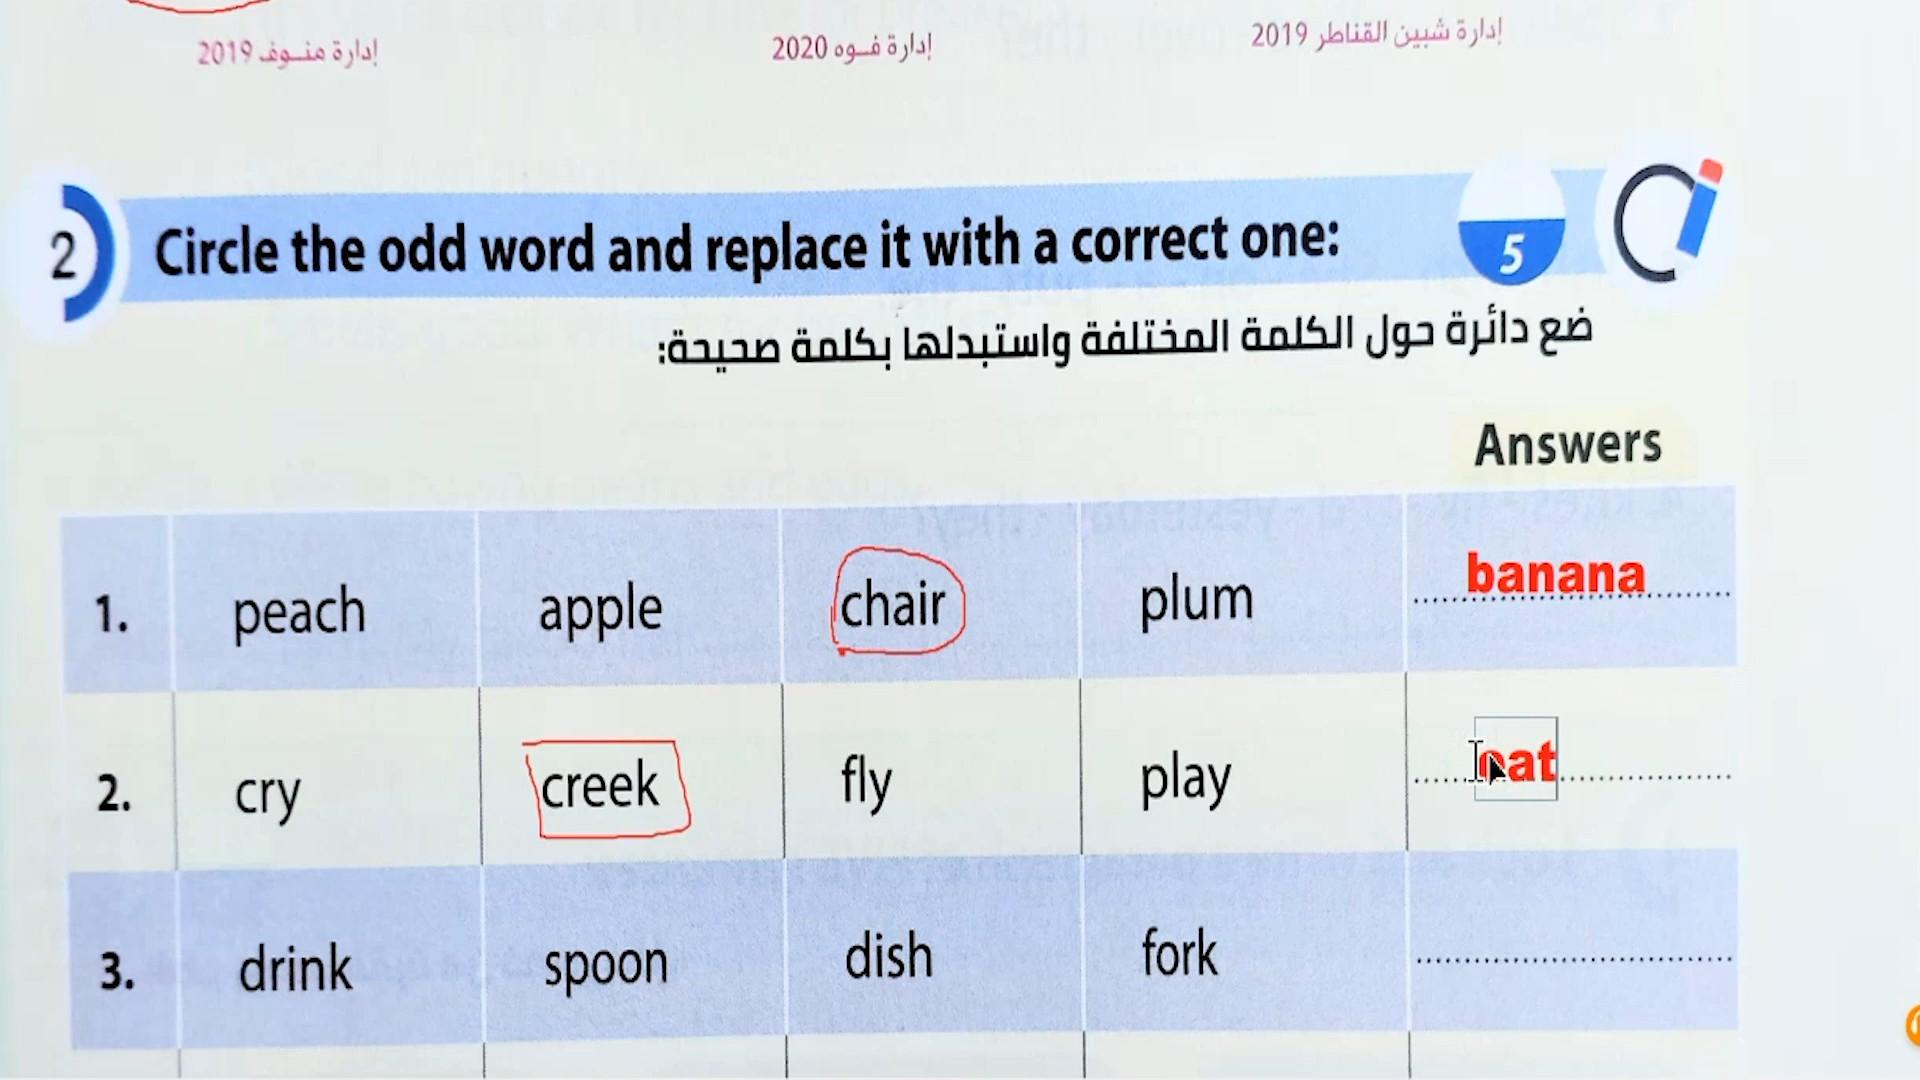 إدارة منوف 2019
إدارة فوه 2020
إدارة شبين القناطر 2019
2 Circle the odd word and replace it with a correct one: 5
ضع دائرة حول الكلمة المختلفة واستبدلها بكلمة صحيحة:
Answers
1. peach apple chair plum banana
2. cry creek fly play eat
3. drink spoon dish fork